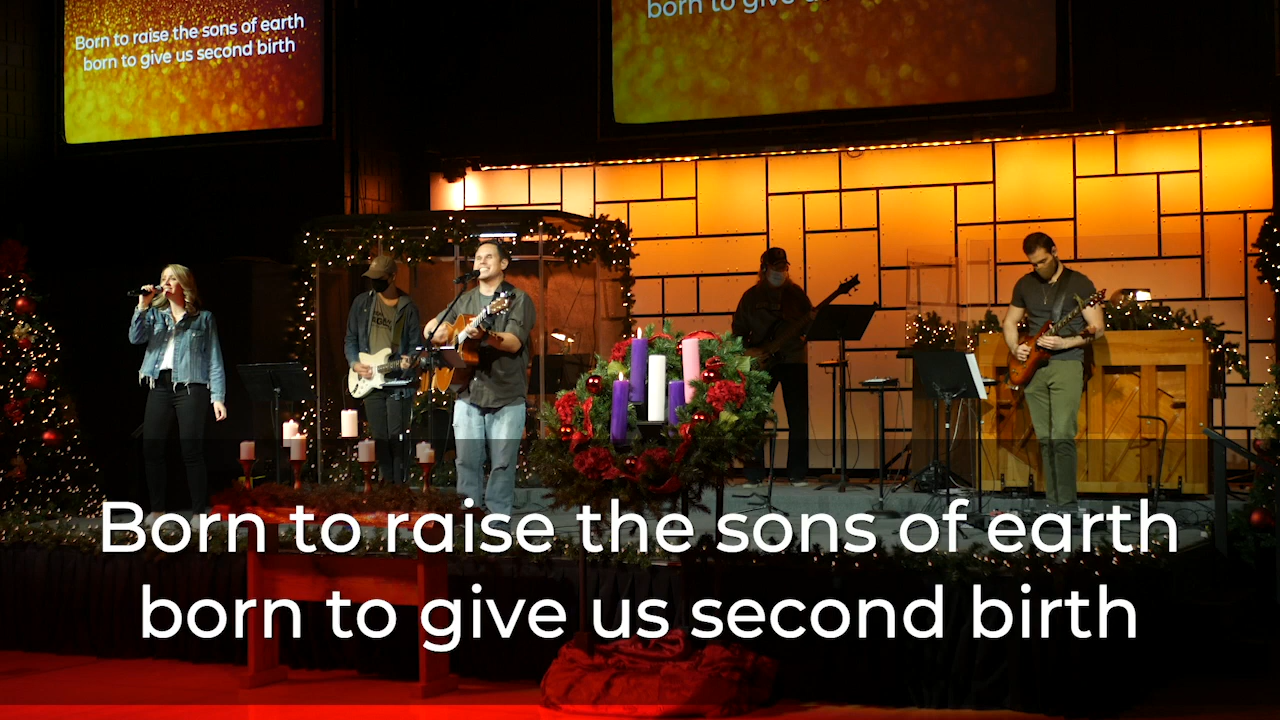 Born to raise the sons of earth
born to give us second birth
born to give
Born to raise the sons of earth
born to give us second birth